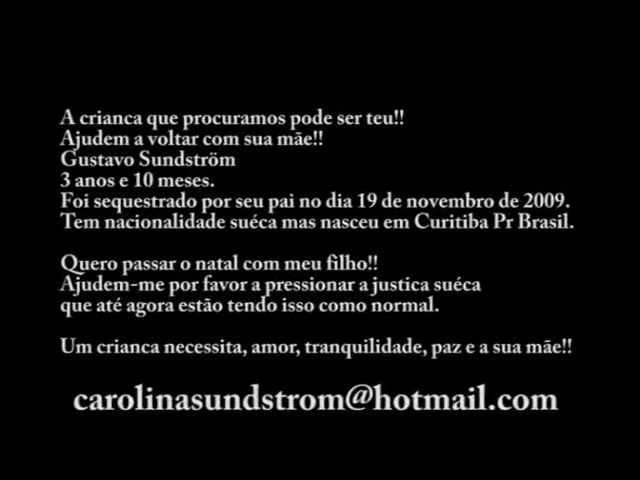 A crianca que procuramos pode ser teu!!
Ajudem a voltar com sua mãe!!
Gustavo Sundström
3 anos e 10 meses.
Foi sequestrado por seu pai no dia 19 de novembro de 2009.
Tem nacionalidade suéca mas nasceu em Curitiba Pr Brasil.
Quero passar o natal com meu filho!!
Ajudem-me por favor a pressionar a justica suéca
que até agora estão tendo isso como normal.
Um crianca necessita, amor, tranquilidade, paz e a sua mãe!!
carolinasundstrom@hotmail.com